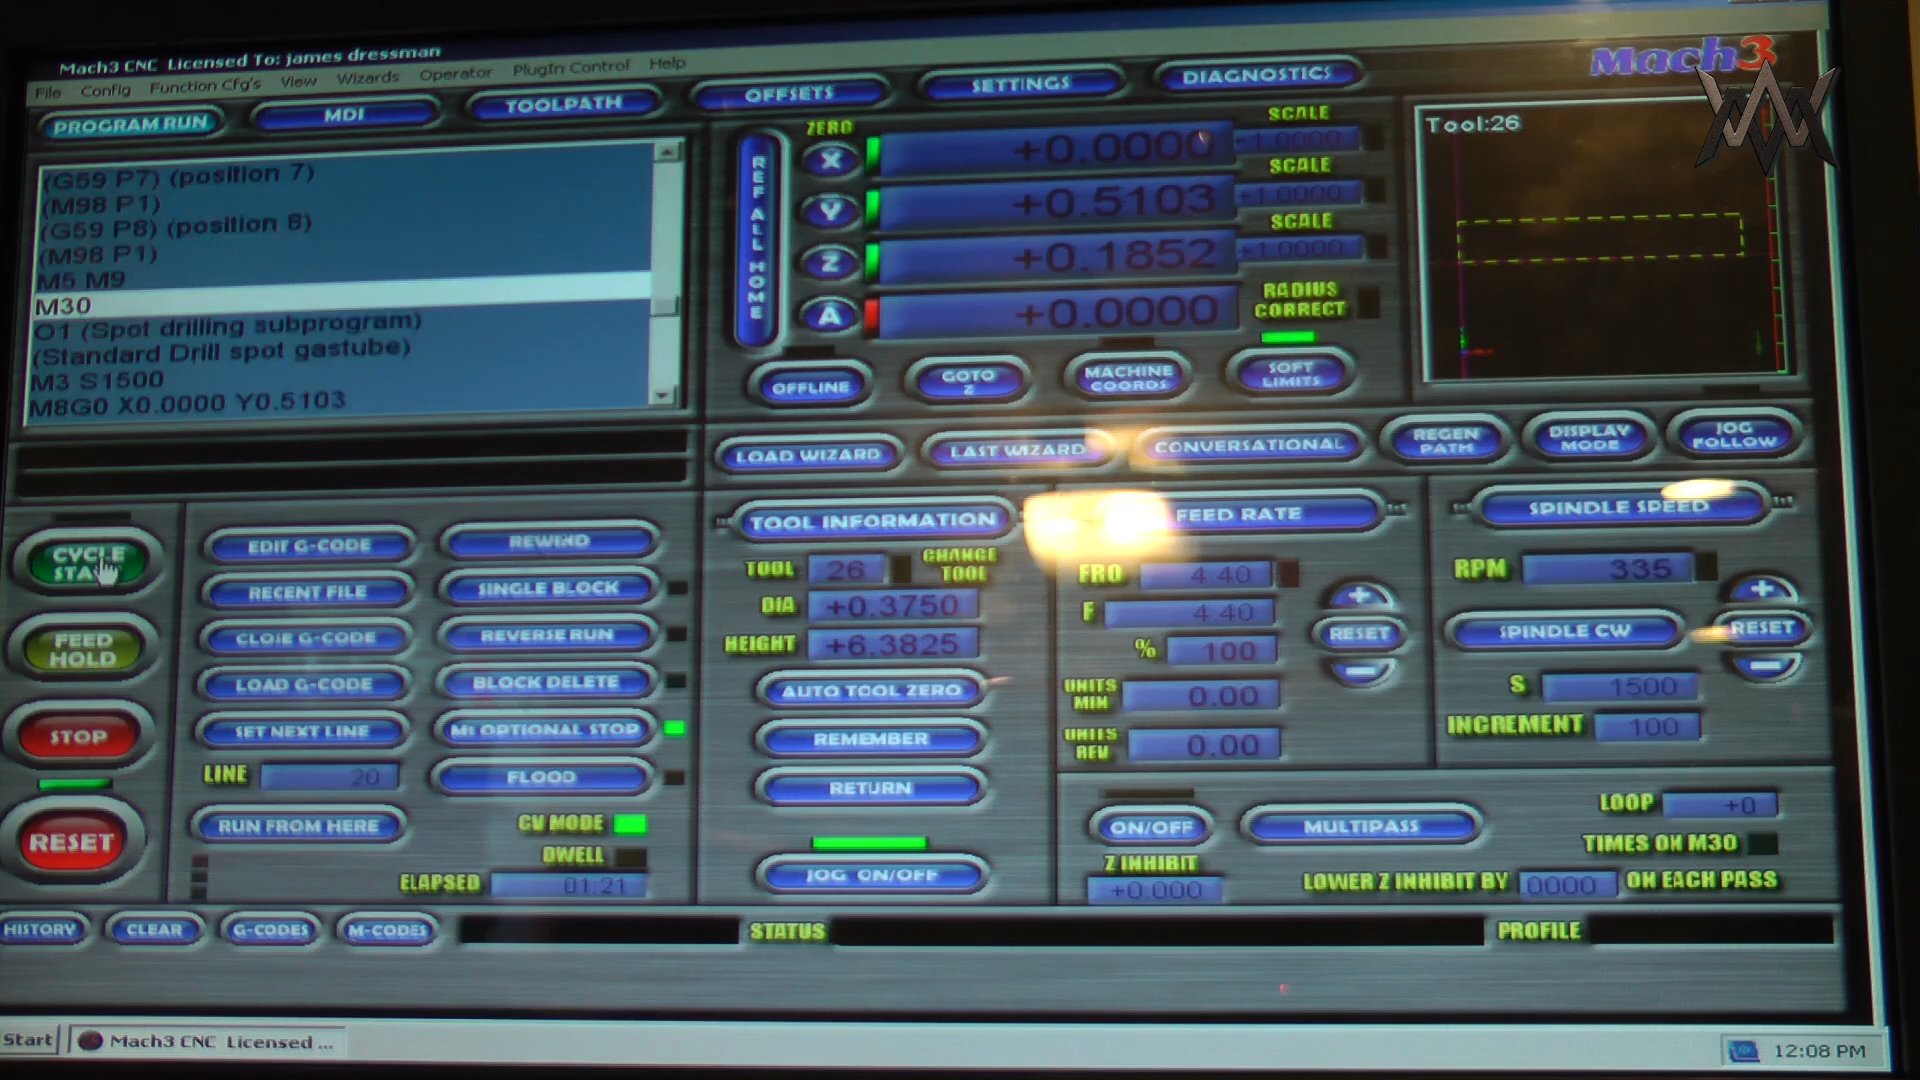 Mach3 CNC Licensed To: james dressman
File Config Function Cfg's View Wizards Operator PlugIn Control Help
Mach3
PROGRAM RUN MDI TOOLPATH OFFSETS SETTINGS DIAGNOSTICS
(G59 P7) (position 7)
(M98 P1)
(G59 P8) (position 8)
(M98 P1)
M5 M9
M30
O1 (Spot drilling subprogram)
(Standard Drill spot gastube)
M3 S1500
M8G0 X0.0000 Y0.5103
REF ALL HOME
ZERO
X +0.0000
SCALE
+1.0000
Y +0.5103
SCALE
+1.0000
Z +0.1852
SCALE
+1.0000
A +0.0000
RADIUS
CORRECT
OFFLINE
GOTO
Z
MACHINE
COORDS
SOFT
LIMITS
Tool:26
LOAD WIZARD LAST WIZARD CONVERSATIONAL
REGEN
PATH
DISPLAY
MODE
JOG
FOLLOW
CYCLE
FEED
HOLD
STOP
RESET
EDIT G-CODE
RECENT FILE
CLOSE G-CODE
LOAD G-CODE
SET NEXT LINE
LINE 20
RUN FROM HERE
REWIND
SINGLE BLOCK
REVERSE RUN
BLOCK DELETE
M1 OPTIONAL STOP
FLOOD
CV MODE
DWELL
ELAPSED 01:21
TOOL INFORMATION
TOOL 26
CHANGE
TOOL
DIA +0.3750
HEIGHT +6.3825
AUTO TOOL ZERO
REMEMBER
RETURN
JOG ON/OFF
FEED RATE
FRO 4.40
F 4.40
% 100
UNITS
MIN
0.00
UNITS
REV
0.00
+
RESET
-
SPINDLE SPEED
RPM 335
SPINDLE CW
S 1500
INCREMENT 100
+
RESET
-
ON/OFF
Z INHIBIT
+0.000
MULTIPASS
LOOP +0
TIMES ON M30
LOWER Z INHIBIT BY 0000 ON EACH PASS
HISTORY CLEAR G-CODES M-CODES STATUS PROFILE
Start Mach3 CNC Licensed ... 12:08 PM